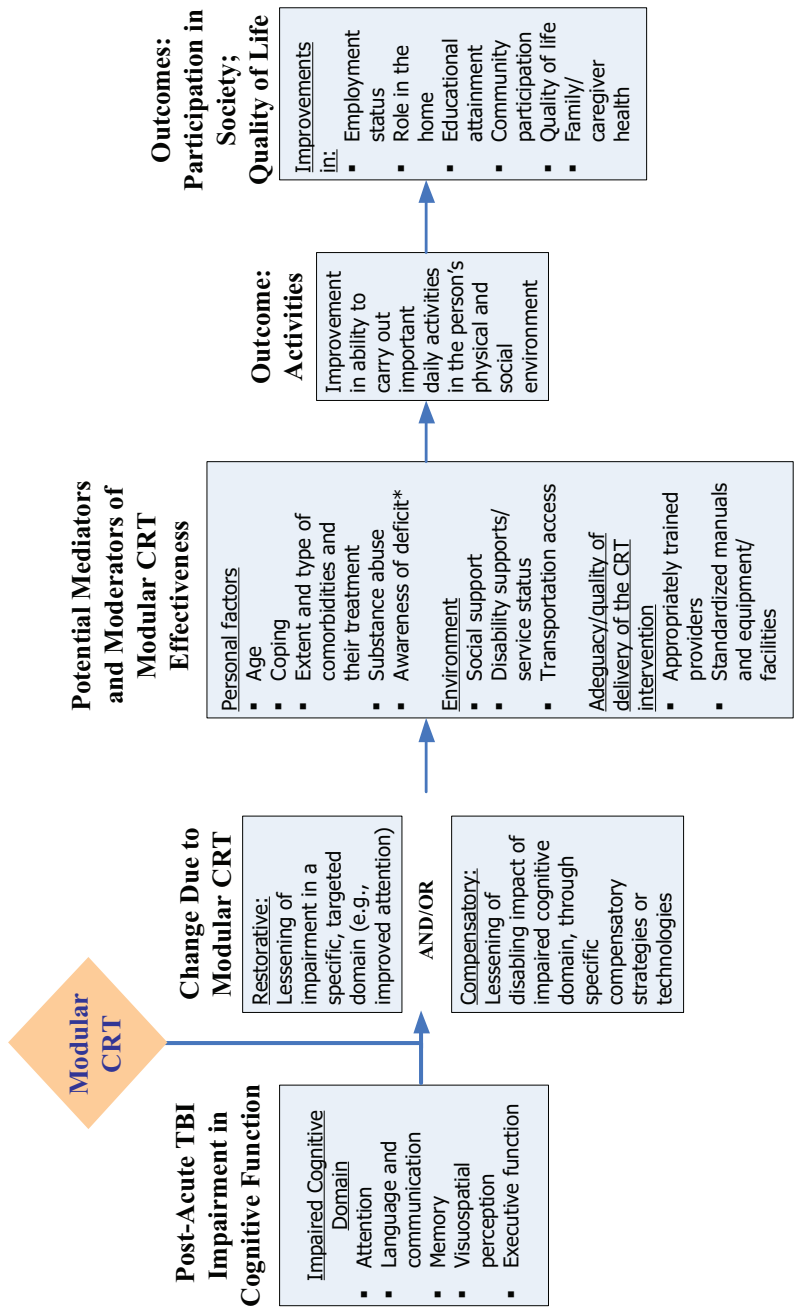 Modular
CRT
Post-Acute TBI
Impairment in
Cognitive Function
Impaired Cognitive
Domain
▪ Attention
▪ Language and
communication
▪ Memory
▪ Visuospatial
perception
▪ Executive function
Change Due to
Modular CRT
Restorative:
Lessening of
impairment in a
specific, targeted
domain (e.g.,
improved attention)
AND/OR
Compensatory:
Lessening of
disabling impact of
impaired cognitive
domain, through
specific
compensatory
strategies or
technologies
Potential Mediators
and Moderators of
Modular CRT
Effectiveness
Personal factors
▪ Age
▪ Coping
▪ Extent and type of
comorbidities and
their treatment
▪ Substance abuse
▪ Awareness of deficit*
Environment
▪ Social support
▪ Disability supports/
service status
▪ Transportation access
Adequacy/quality of
delivery of the CRT
intervention
▪ Appropriately trained
providers
▪ Standardized manuals
and equipment/
facilities
Outcome:
Activities
Improvement
in ability to
carry out
important
daily activities
in the person’s
physical and
social
environment
Outcomes:
Participation in
Society;
Quality of Life
Improvements
in:
▪ Employment
status
▪ Role in the
home
▪ Educational
attainment
▪ Community
participation
▪ Quality of life
▪ Family/
caregiver
health